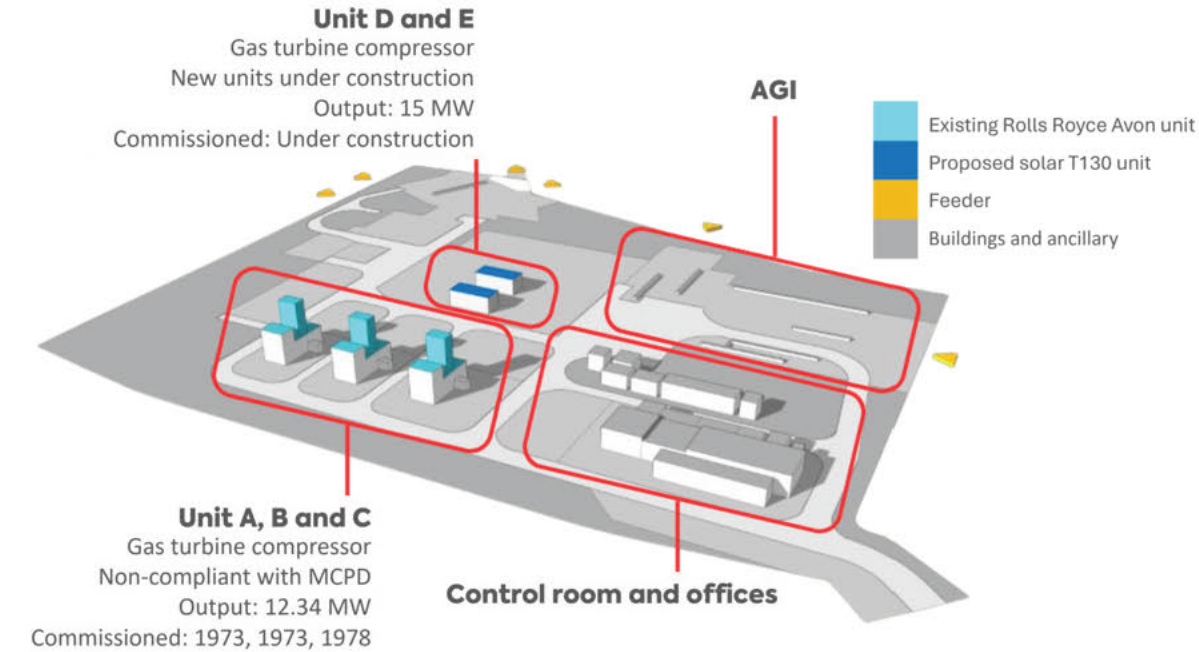 Unit D and E
Gas turbine compressor
New units under construction
Output: 15 MW
Commissioned: Under construction
AGI
Existing Rolls Royce Avon unit
Proposed solar T130 unit
Feeder
Buildings and ancillary
Unit A, B and C
Gas turbine compressor
Non-compliant with MCPD
Output: 12.34 MW
Commissioned: 1973, 1973, 1978
Control room and offices